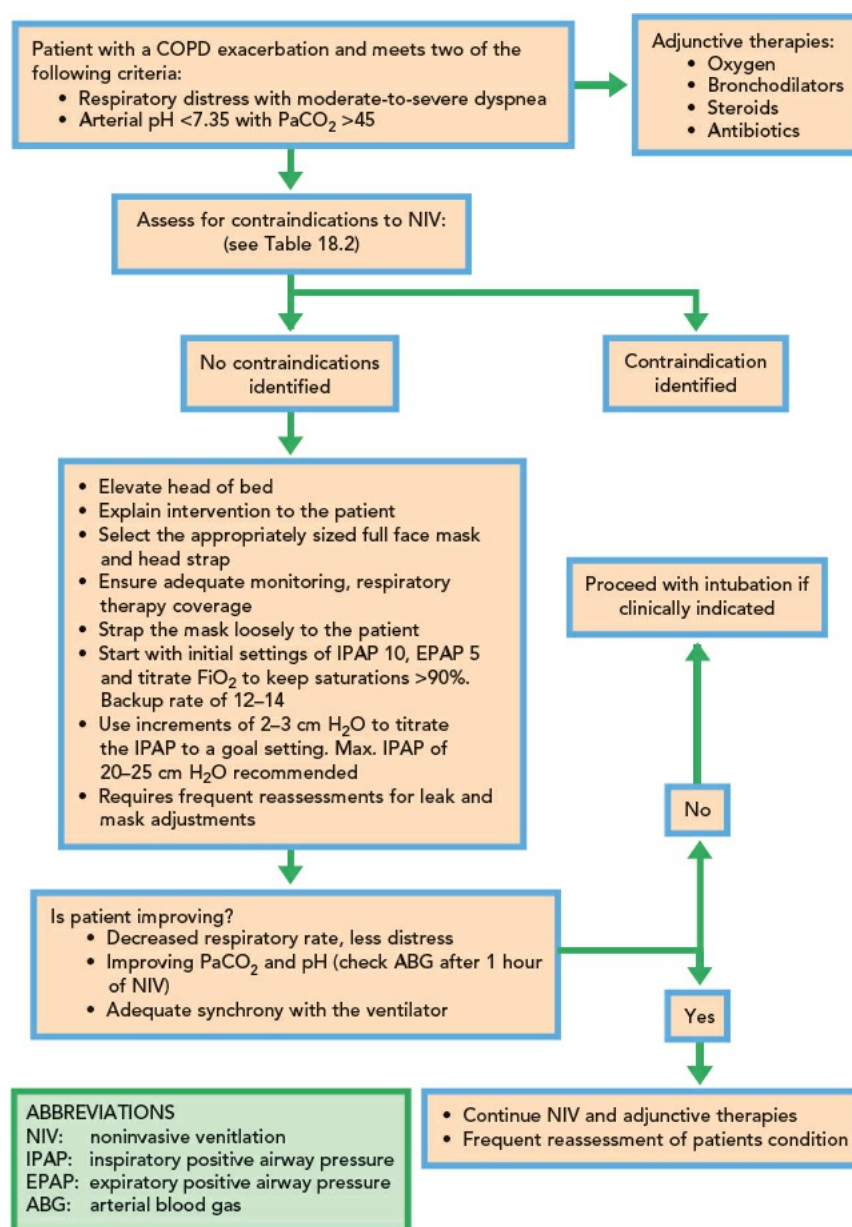 Patient with a COPD exacerbation and meets two of the
following criteria:
• Respiratory distress with moderate-to-severe dyspnea
• Arterial pH <7.35 with PaCO₂ >45
Adjunctive therapies:
• Oxygen
• Bronchodilators
• Steroids
• Antibiotics
Assess for contraindications to NIV:
(see Table 18.2)
No contraindications
identified
Contraindication
identified
• Elevate head of bed
• Explain intervention to the patient
• Select the appropriately sized full face mask
and head strap
• Ensure adequate monitoring, respiratory
therapy coverage
• Strap the mask loosely to the patient
• Start with initial settings of IPAP 10, EPAP 5
and titrate FiO₂ to keep saturations >90%.
Backup rate of 12–14
• Use increments of 2–3 cm H₂O to titrate
the IPAP to a goal setting. Max. IPAP of
20–25 cm H₂O recommended
• Requires frequent reassessments for leak and
mask adjustments
Proceed with intubation if
clinically indicated
No
Is patient improving?
• Decreased respiratory rate, less distress
• Improving PaCO₂ and pH (check ABG after 1 hour
of NIV)
• Adequate synchrony with the ventilator
Yes
• Continue NIV and adjunctive therapies
• Frequent reassessment of patients condition
ABBREVIATIONS
NIV: noninvasive venitlation
IPAP: inspiratory positive airway pressure
EPAP: expiratory positive airway pressure
ABG: arterial blood gas